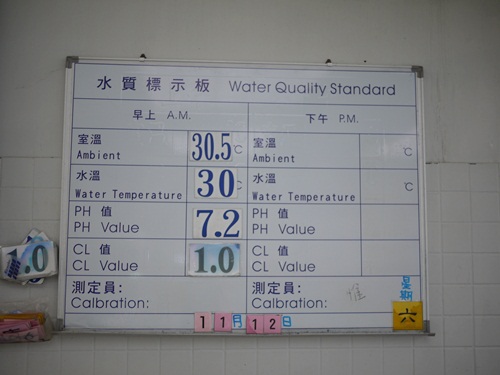 水質標示板 Water Quality Standard
早上 A.M. 下午 P.M.
室溫 30.5 °C 室溫 °C
Ambient Ambient
水溫 30 °C 水溫 °C
Water Temperature Water Temperature
PH 值 7.2 PH 值
PH Value PH Value
CL 值 1.0 CL 值
CL Value CL Value
1.0
測定員: 測定員:
Calbration: Calbration:
星期 六
11月12日